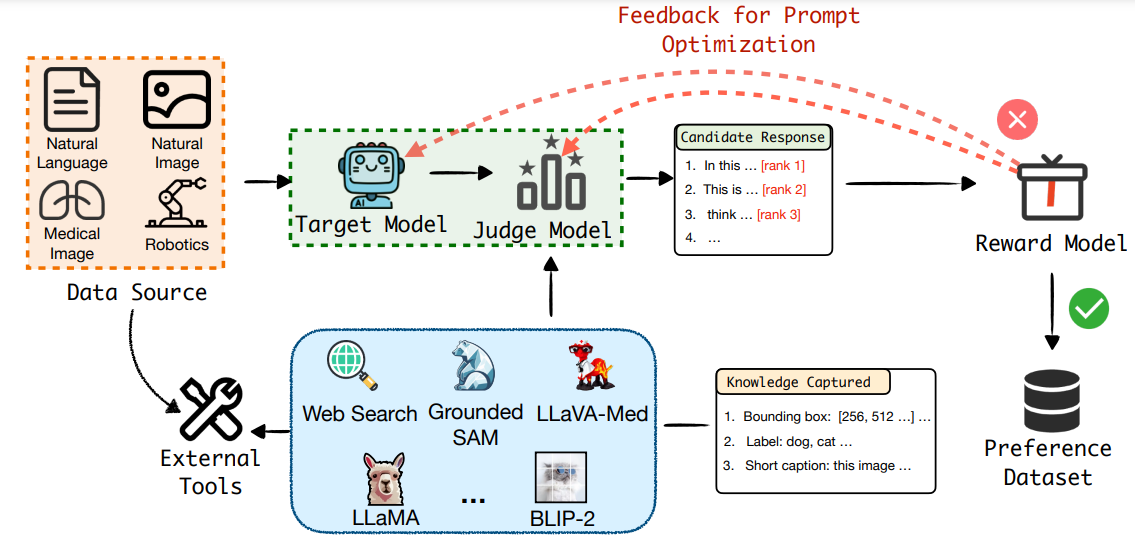 Feedback for Prompt
Optimization
Natural
Language
Natural
Image
Medical
Image
Robotics
Data Source
AI
Target Model
Judge Model
Candidate Response
1. In this ... [rank 1]
2. This is ... [rank 2]
3. think ... [rank 3]
4. ...
Reward Model
External
Tools
Web Search
Grounded
SAM
LLaVA-Med
LLaMA
...
BLIP-2
Knowledge Captured
1. Bounding box: [256, 512 ...] ...
2. Label: dog, cat ...
3. Short caption: this image ...
Preference
Dataset